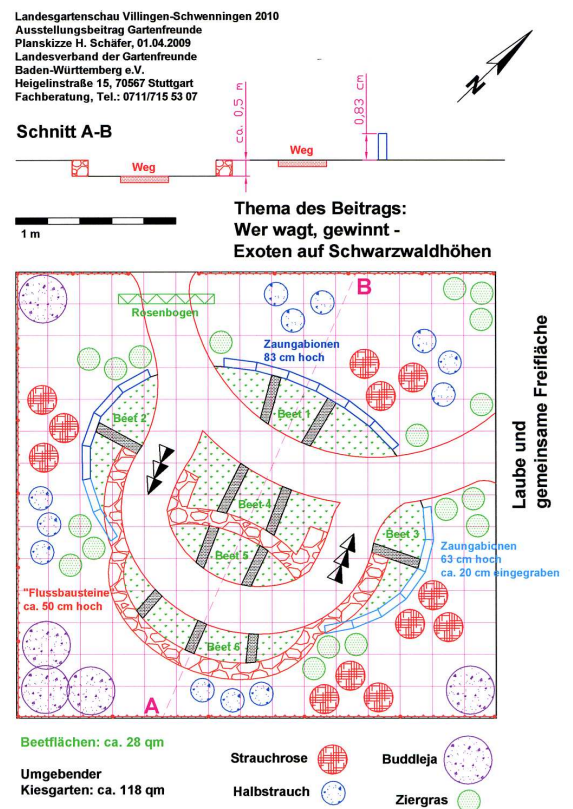 Landesgartenschau Villingen-Schwenningen 2010
Ausstellungsbeitrag Gartenfreunde
Planskizze H. Schäfer, 01.04.2009
Landesverband der Gartenfreunde
Baden-Württemberg e.V.
Heigelinstraße 15, 70567 Stuttgart
Fachberatung, Tel.: 0711/715 53 07
N
Schnitt A-B
ca. 0,5 m
0,83 cm
Weg
Weg
1 m
Thema des Beitrags:
Wer wagt, gewinnt -
Exoten auf Schwarzwaldhöhen
B
Rosenbogen
Zaungabionen
83 cm hoch
Beet 1
Beet 2
Beet 4
Beet 3
Beet 5
Zaungabionen
63 cm hoch
ca. 20 cm eingegraben
"Flussbausteine
ca. 50 cm hoch
Beet 6
A
Laube und
gemeinsame Freifläche
Beetflächen: ca. 28 qm
Umgebender
Kiesgarten: ca. 118 qm
Strauchrose
Buddleja
Halbstrauch
Ziergras